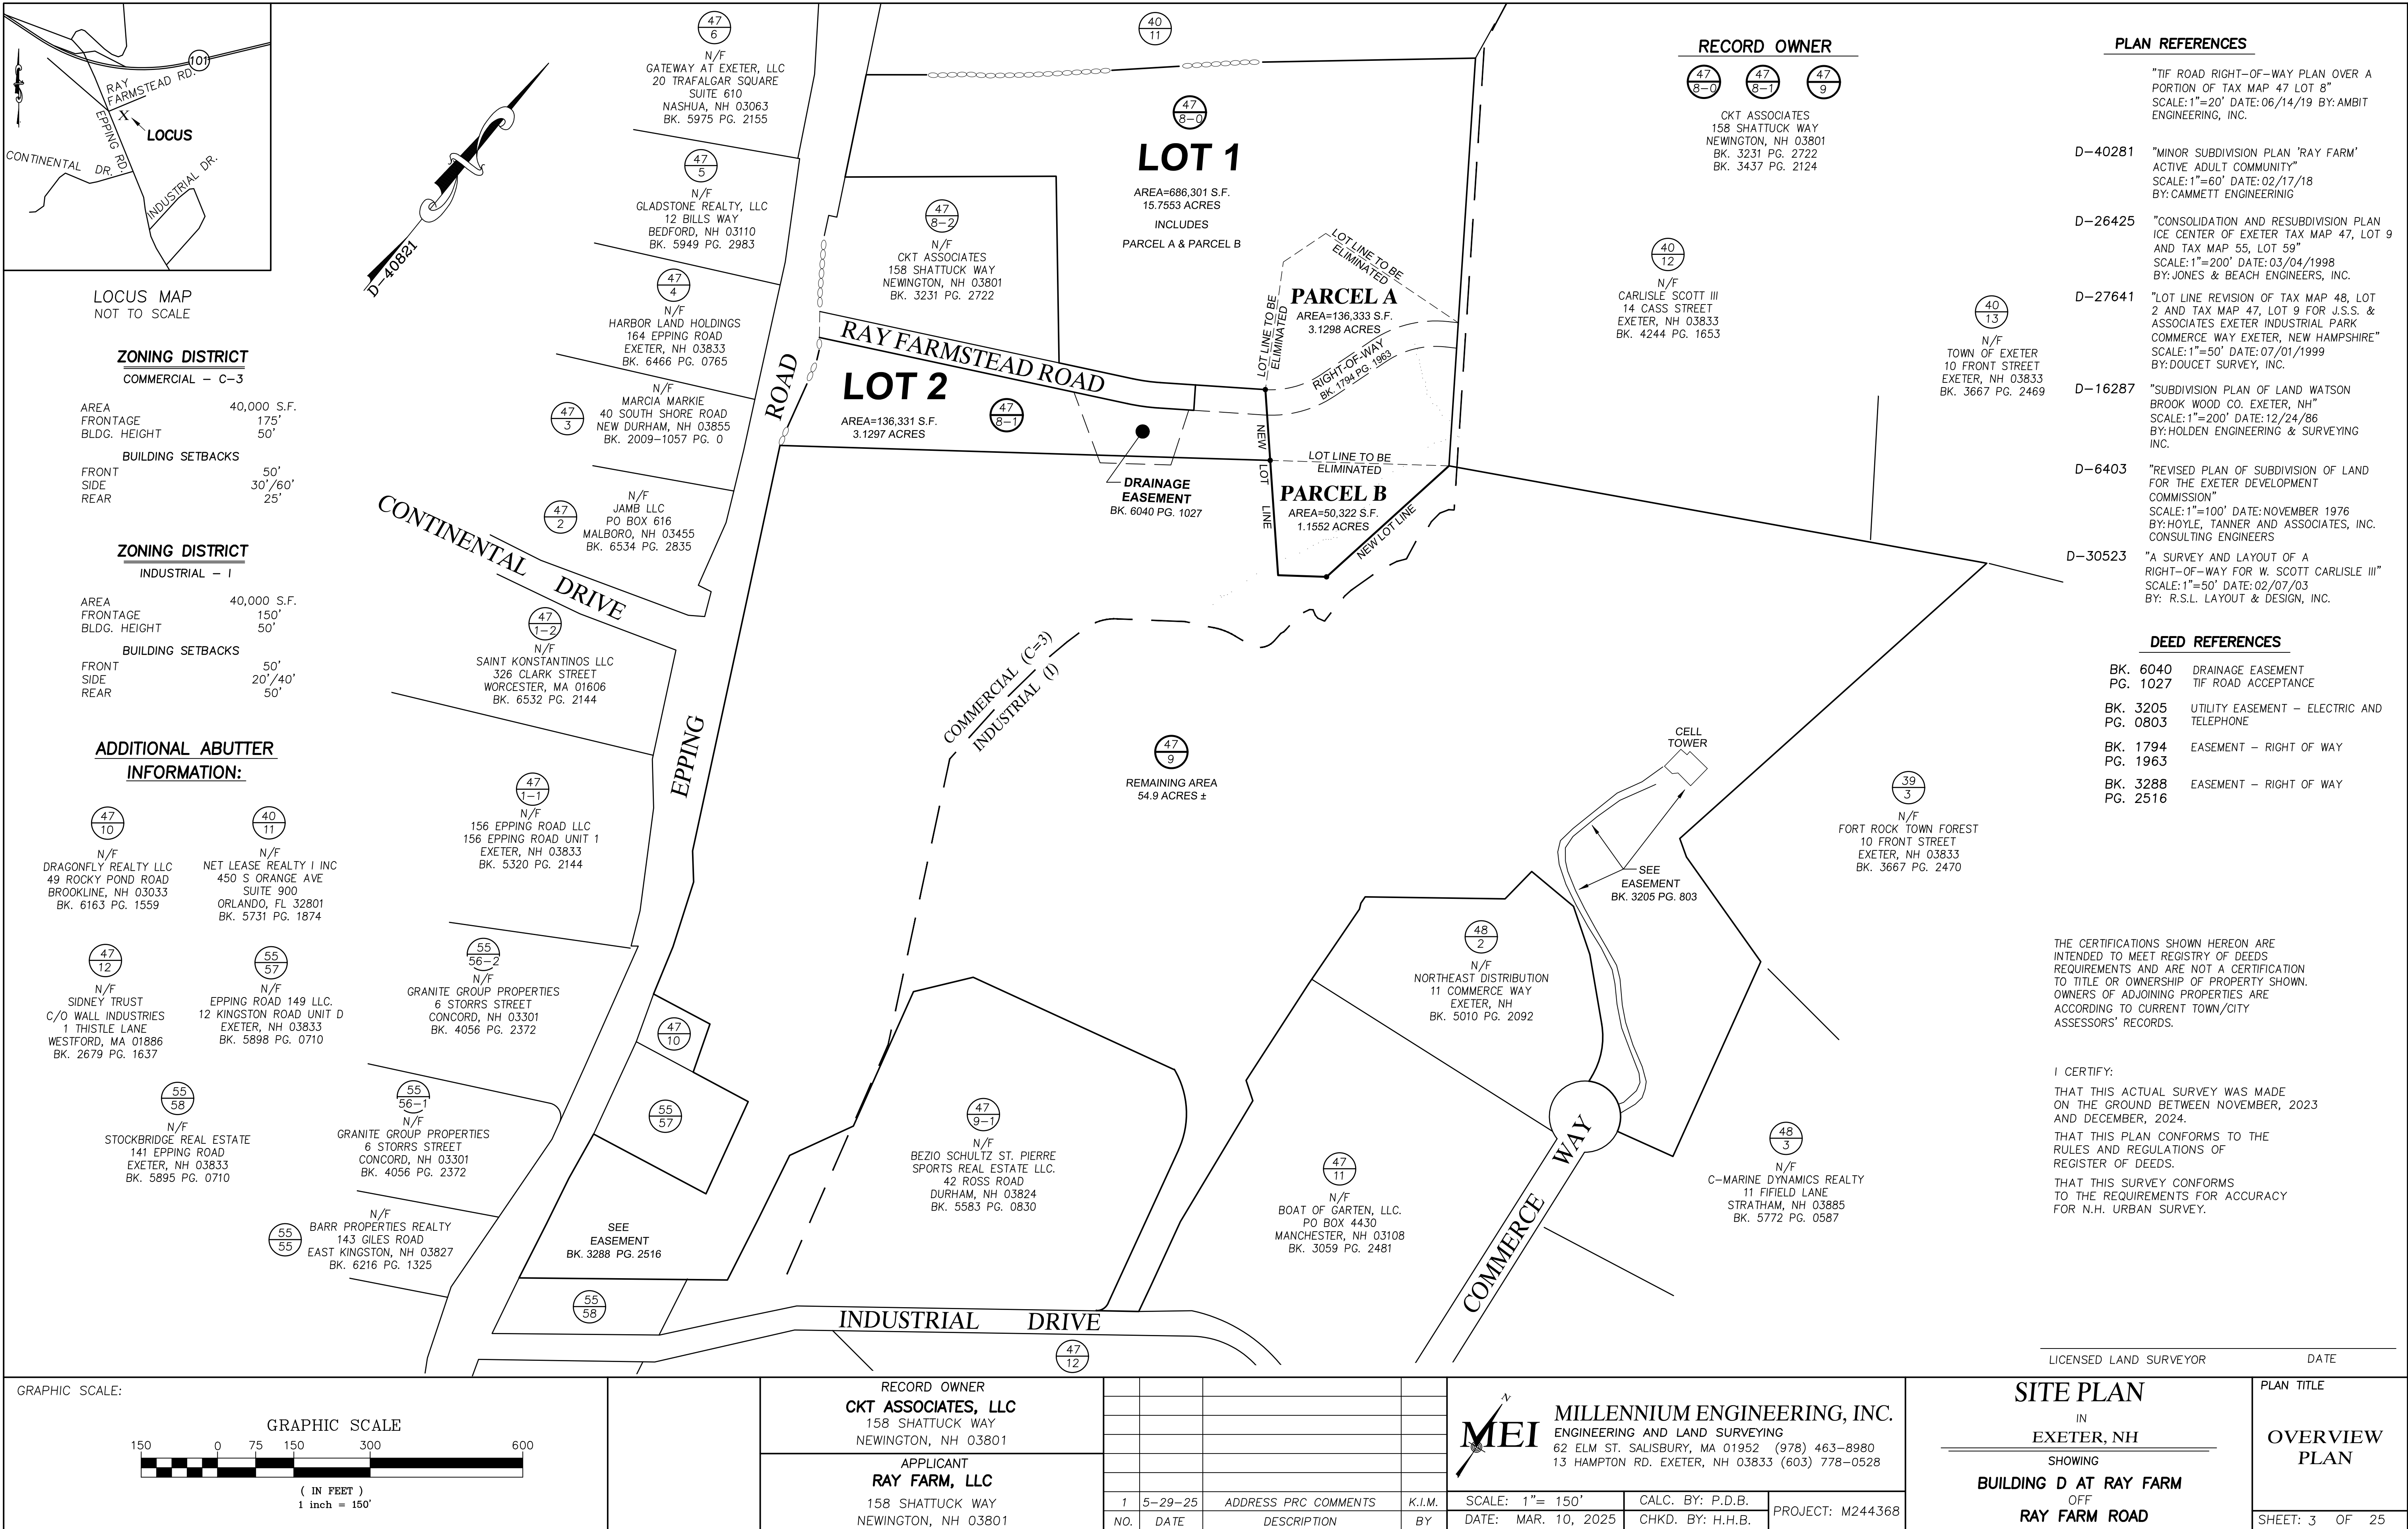 101
RAY
FARMSTEAD RD.
X
LOCUS
EPPING RD.
CONTINENTAL DR.
INDUSTRIAL DR.
LOCUS MAP
NOT TO SCALE
ZONING DISTRICT
COMMERCIAL – C–3
AREA 40,000 S.F.
FRONTAGE 175'
BLDG. HEIGHT 50'
BUILDING SETBACKS
FRONT 50'
SIDE 30'/60'
REAR 25'
ZONING DISTRICT
INDUSTRIAL – I
AREA 40,000 S.F.
FRONTAGE 150'
BLDG. HEIGHT 50'
BUILDING SETBACKS
FRONT 50'
SIDE 20'/40'
REAR 50'
ADDITIONAL ABUTTER
INFORMATION:
47
10
N/F
DRAGONFLY REALTY LLC
49 ROCKY POND ROAD
BROOKLINE, NH 03033
BK. 6163 PG. 1559
40
11
N/F
NET LEASE REALTY I INC
450 S ORANGE AVE
SUITE 900
ORLANDO, FL 32801
BK. 5731 PG. 1874
47
12
N/F
SIDNEY TRUST
C/O WALL INDUSTRIES
1 THISTLE LANE
WESTFORD, MA 01886
BK. 2679 PG. 1637
55
57
N/F
EPPING ROAD 149 LLC.
12 KINGSTON ROAD UNIT D
EXETER, NH 03833
BK. 5898 PG. 0710
55
58
N/F
STOCKBRIDGE REAL ESTATE
141 EPPING ROAD
EXETER, NH 03833
BK. 5895 PG. 0710
D–40821
47
6
N/F
GATEWAY AT EXETER, LLC
20 TRAFALGAR SQUARE
SUITE 610
NASHUA, NH 03063
BK. 5975 PG. 2155
47
5
N/F
GLADSTONE REALTY, LLC
12 BILLS WAY
BEDFORD, NH 03110
BK. 5949 PG. 2983
47
4
N/F
HARBOR LAND HOLDINGS
164 EPPING ROAD
EXETER, NH 03833
BK. 6466 PG. 0765
47
3
N/F
MARCIA MARKIE
40 SOUTH SHORE ROAD
NEW DURHAM, NH 03855
BK. 2009–1057 PG. 0
47
2
N/F
JAMB LLC
PO BOX 616
MALBORO, NH 03455
BK. 6534 PG. 2835
CONTINENTAL DRIVE
47
1–2
N/F
SAINT KONSTANTINOS LLC
326 CLARK STREET
WORCESTER, MA 01606
BK. 6532 PG. 2144
47
1–1
N/F
156 EPPING ROAD LLC
156 EPPING ROAD UNIT 1
EXETER, NH 03833
BK. 5320 PG. 2144
55
56–2
N/F
GRANITE GROUP PROPERTIES
6 STORRS STREET
CONCORD, NH 03301
BK. 4056 PG. 2372
55
56–1
N/F
GRANITE GROUP PROPERTIES
6 STORRS STREET
CONCORD, NH 03301
BK. 4056 PG. 2372
55
55
N/F
BARR PROPERTIES REALTY
143 GILES ROAD
EAST KINGSTON, NH 03827
BK. 6216 PG. 1325
EPPING ROAD
40
11
47
8–0
LOT 1
AREA=686,301 S.F.
15.7553 ACRES
INCLUDES
PARCEL A & PARCEL B
47
8–2
N/F
CKT ASSOCIATES
158 SHATTUCK WAY
NEWINGTON, NH 03801
BK. 3231 PG. 2722
RAY FARMSTEAD ROAD
LOT 2
AREA=136,331 S.F.
3.1297 ACRES
47
8–1
DRAINAGE
EASEMENT
BK. 6040 PG. 1027
LOT LINE TO BE
ELIMINATED
LOT LINE TO BE
ELIMINATED
PARCEL A
AREA=136,333 S.F.
3.1298 ACRES
RIGHT–OF–WAY
BK. 1794 PG. 1963
NEW LOT LINE
LOT LINE TO BE
ELIMINATED
PARCEL B
AREA=50,322 S.F.
1.1552 ACRES
NEW LOT LINE
COMMERCIAL (C=3)
INDUSTRIAL (I)
47
9
REMAINING AREA
54.9 ACRES ±
CELL
TOWER
SEE
EASEMENT
BK. 3205 PG. 803
39
3
N/F
FORT ROCK TOWN FOREST
10 FRONT STREET
EXETER, NH 03833
BK. 3667 PG. 2470
48
2
N/F
NORTHEAST DISTRIBUTION
11 COMMERCE WAY
EXETER, NH
BK. 5010 PG. 2092
47
10
55
57
47
9–1
N/F
BEZIO SCHULTZ ST. PIERRE
SPORTS REAL ESTATE LLC.
42 ROSS ROAD
DURHAM, NH 03824
BK. 5583 PG. 0830
47
11
N/F
BOAT OF GARTEN, LLC.
PO BOX 4430
MANCHESTER, NH 03108
BK. 3059 PG. 2481
48
3
N/F
C–MARINE DYNAMICS REALTY
11 FIFIELD LANE
STRATHAM, NH 03885
BK. 5772 PG. 0587
COMMERCE WAY
SEE
EASEMENT
BK. 3288 PG. 2516
55
58
INDUSTRIAL DRIVE
47
12
RECORD OWNER
47
8–0
47
8–1
47
9
CKT ASSOCIATES
158 SHATTUCK WAY
NEWINGTON, NH 03801
BK. 3231 PG. 2722
BK. 3437 PG. 2124
40
12
N/F
CARLISLE SCOTT III
14 CASS STREET
EXETER, NH 03833
BK. 4244 PG. 1653
40
13
N/F
TOWN OF EXETER
10 FRONT STREET
EXETER, NH 03833
BK. 3667 PG. 2469
PLAN REFERENCES
"TIF ROAD RIGHT–OF–WAY PLAN OVER A
PORTION OF TAX MAP 47 LOT 8"
SCALE: 1"=20' DATE: 06/14/19 BY: AMBIT
ENGINEERING, INC.
D–40281 "MINOR SUBDIVISION PLAN 'RAY FARM'
ACTIVE ADULT COMMUNITY"
SCALE: 1"=60' DATE: 02/17/18
BY: CAMMETT ENGINEERINIG
D–26425 "CONSOLIDATION AND RESUBDIVISION PLAN
ICE CENTER OF EXETER TAX MAP 47, LOT 9
AND TAX MAP 55, LOT 59"
SCALE: 1"=200' DATE: 03/04/1998
BY: JONES & BEACH ENGINEERS, INC.
D–27641 "LOT LINE REVISION OF TAX MAP 48, LOT
2 AND TAX MAP 47, LOT 9 FOR J.S.S. &
ASSOCIATES EXETER INDUSTRIAL PARK
COMMERCE WAY EXETER, NEW HAMPSHIRE"
SCALE: 1"=50' DATE: 07/01/1999
BY: DOUCET SURVEY, INC.
D–16287 "SUBDIVISION PLAN OF LAND WATSON
BROOK WOOD CO. EXETER, NH"
SCALE: 1"=200' DATE: 12/24/86
BY: HOLDEN ENGINEERING & SURVEYING
INC.
D–6403 "REVISED PLAN OF SUBDIVISION OF LAND
FOR THE EXETER DEVELOPMENT
COMMISSION"
SCALE: 1"=100' DATE: NOVEMBER 1976
BY: HOYLE, TANNER AND ASSOCIATES, INC.
CONSULTING ENGINEERS
D–30523 "A SURVEY AND LAYOUT OF A
RIGHT–OF–WAY FOR W. SCOTT CARLISLE III"
SCALE: 1"=50' DATE: 02/07/03
BY: R.S.L. LAYOUT & DESIGN, INC.
DEED REFERENCES
BK. 6040 DRAINAGE EASEMENT
PG. 1027 TIF ROAD ACCEPTANCE
BK. 3205 UTILITY EASEMENT – ELECTRIC AND
PG. 0803 TELEPHONE
BK. 1794 EASEMENT – RIGHT OF WAY
PG. 1963
BK. 3288 EASEMENT – RIGHT OF WAY
PG. 2516
THE CERTIFICATIONS SHOWN HEREON ARE
INTENDED TO MEET REGISTRY OF DEEDS
REQUIREMENTS AND ARE NOT A CERTIFICATION
TO TITLE OR OWNERSHIP OF PROPERTY SHOWN.
OWNERS OF ADJOINING PROPERTIES ARE
ACCORDING TO CURRENT TOWN/CITY
ASSESSORS' RECORDS.
I CERTIFY:
THAT THIS ACTUAL SURVEY WAS MADE
ON THE GROUND BETWEEN NOVEMBER, 2023
AND DECEMBER, 2024.
THAT THIS PLAN CONFORMS TO THE
RULES AND REGULATIONS OF
REGISTER OF DEEDS.
THAT THIS SURVEY CONFORMS
TO THE REQUIREMENTS FOR ACCURACY
FOR N.H. URBAN SURVEY.
LICENSED LAND SURVEYOR DATE
GRAPHIC SCALE:
GRAPHIC SCALE
150 0 75 150 300 600
( IN FEET )
1 inch = 150'
RECORD OWNER
CKT ASSOCIATES, LLC
158 SHATTUCK WAY
NEWINGTON, NH 03801
APPLICANT
RAY FARM, LLC
158 SHATTUCK WAY
NEWINGTON, NH 03801
1 5–29–25 ADDRESS PRC COMMENTS K.I.M.
NO. DATE DESCRIPTION BY
N
MEI
MILLENNIUM ENGINEERING, INC.
ENGINEERING AND LAND SURVEYING
62 ELM ST. SALISBURY, MA 01952 (978) 463–8980
13 HAMPTON RD. EXETER, NH 03833 (603) 778–0528
SCALE: 1"= 150' CALC. BY: P.D.B.
DATE: MAR. 10, 2025 CHKD. BY: H.H.B.
PROJECT: M244368
SITE PLAN
IN
EXETER, NH
SHOWING
BUILDING D AT RAY FARM
OFF
RAY FARM ROAD
PLAN TITLE
OVERVIEW
PLAN
SHEET: 3 OF 25